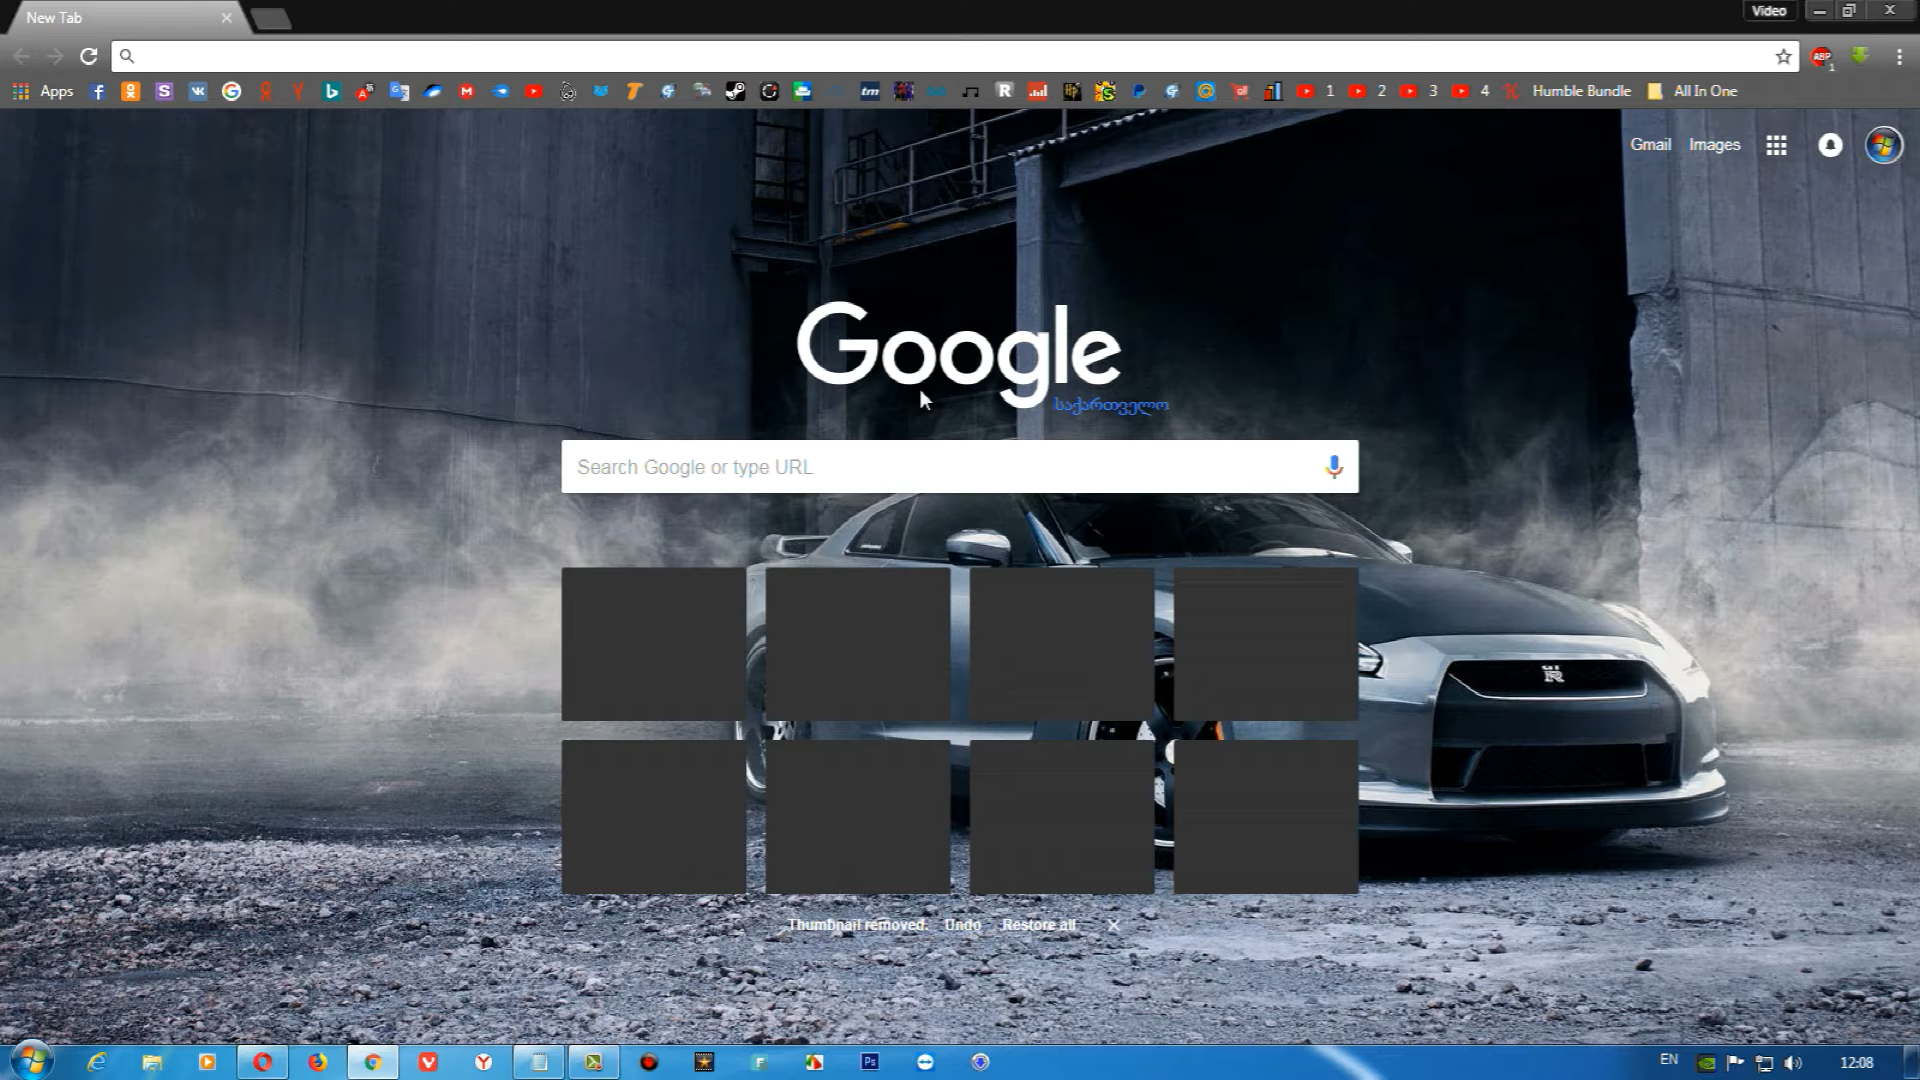 New Tab
Video
Apps
1
2
3
4
Humble Bundle
All In One
Gmail
Images
Google
საქართველო
Search Google or type URL
Thumbnail removed. Undo Restore all
EN
12:08